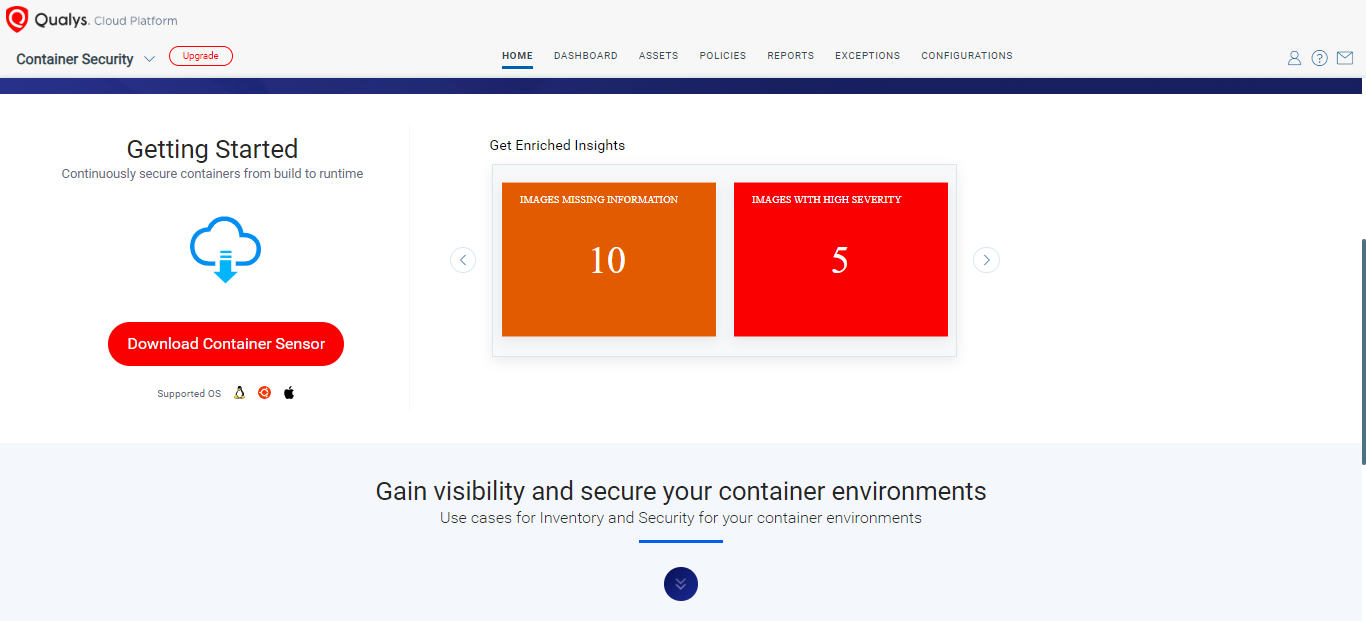 Qualys. Cloud Platform
Container Security
Upgrade
HOME DASHBOARD ASSETS POLICIES REPORTS EXCEPTIONS CONFIGURATIONS
Getting Started
Continuously secure containers from build to runtime
Download Container Sensor
Supported OS
Get Enriched Insights
IMAGES MISSING INFORMATION
10
IMAGES WITH HIGH SEVERITY
5
Gain visibility and secure your container environments
Use cases for Inventory and Security for your container environments